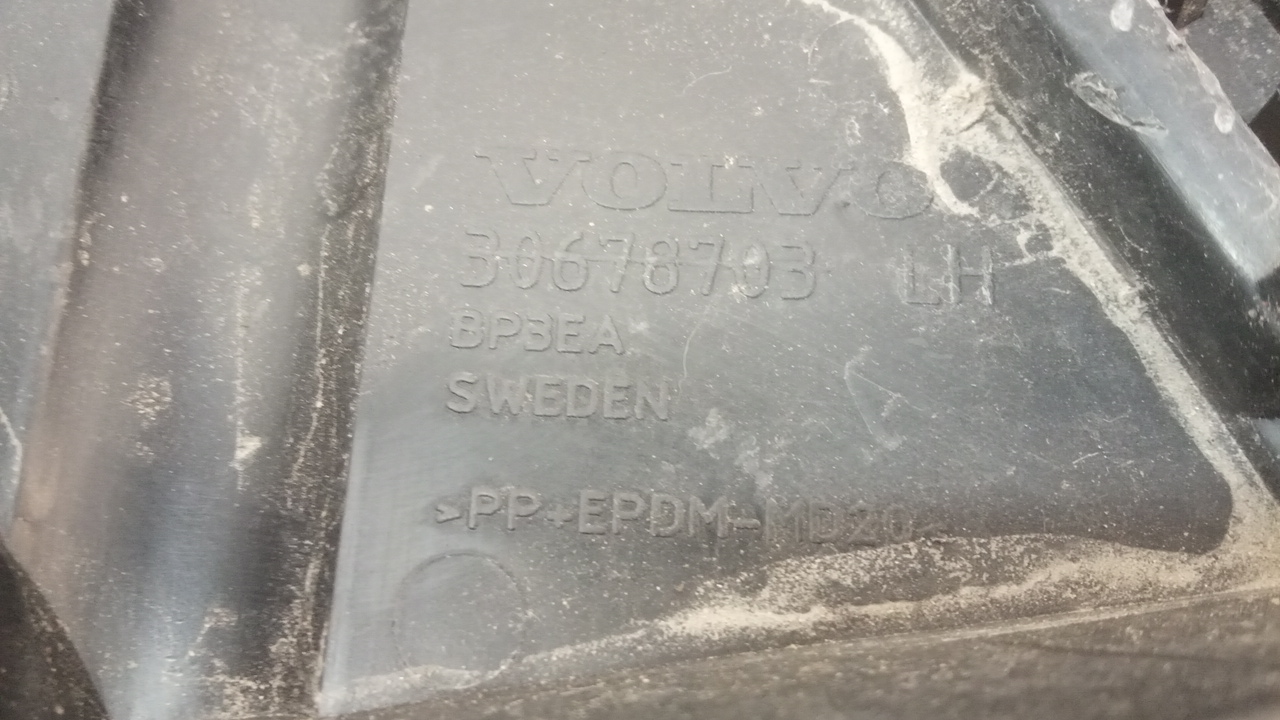 VOLVO
30678703 LH
BP3EA
SWEDEN
>PP+EPDM-MD20<